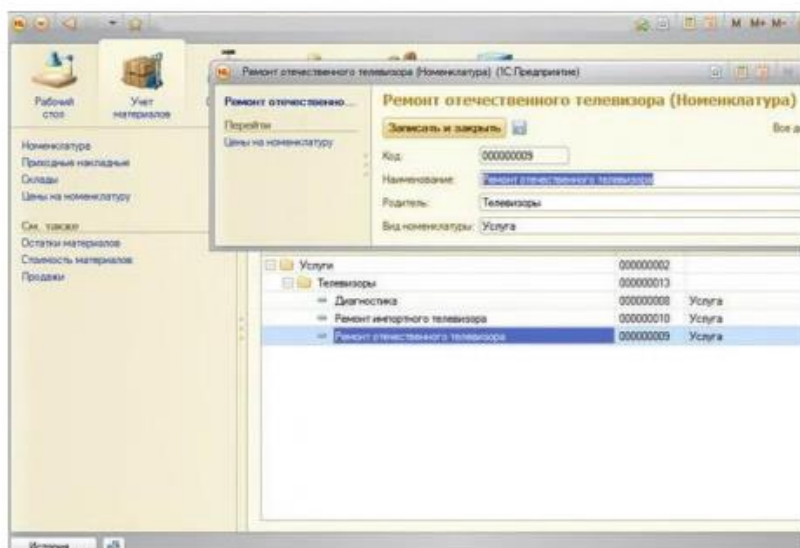 M M+ M-
Рабочий стол
Учет материалов
Номенклатура
Приходные накладные
Склады
Цены на номенклатуру
См. также
Остатки материалов
Стоимость материалов
Продажи
Ремонт отечественного телевизора (Номенклатура) (1С:Предприятие)
Ремонт отечественно...
Перейти
Цены на номенклатуру
Ремонт отечественного телевизора (Номенклатура)
Записать и закрыть
Все д
Код: 000000009
Наименование: Ремонт отечественного телевизора
Родитель: Телевизоры
Вид номенклатуры: Услуга
Услуги 000000002
Телевизоры 000000013
Диагностика 000000008 Услуга
Ремонт импортного телевизора 000000010 Услуга
Ремонт отечественного телевизора 000000009 Услуга
История